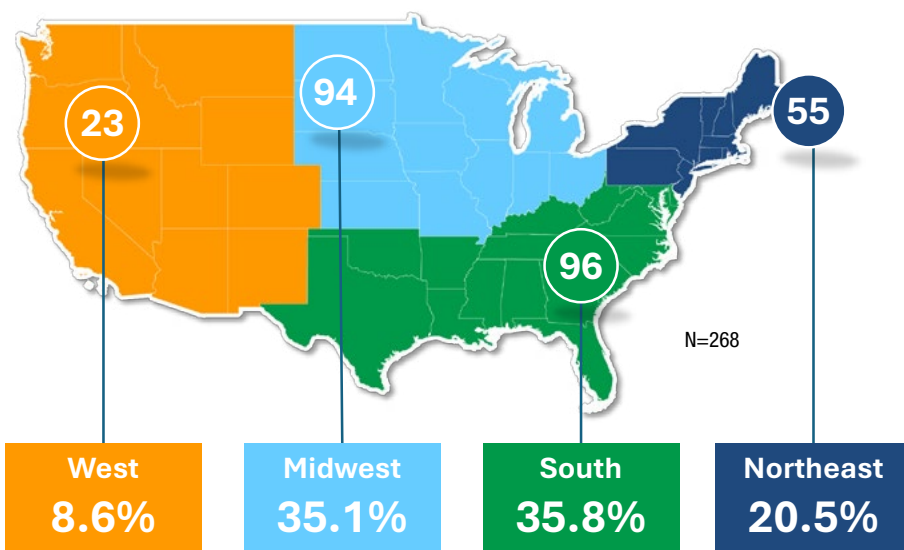 23
94
55
96
N=268
West
8.6%
Midwest
35.1%
South
35.8%
Northeast
20.5%